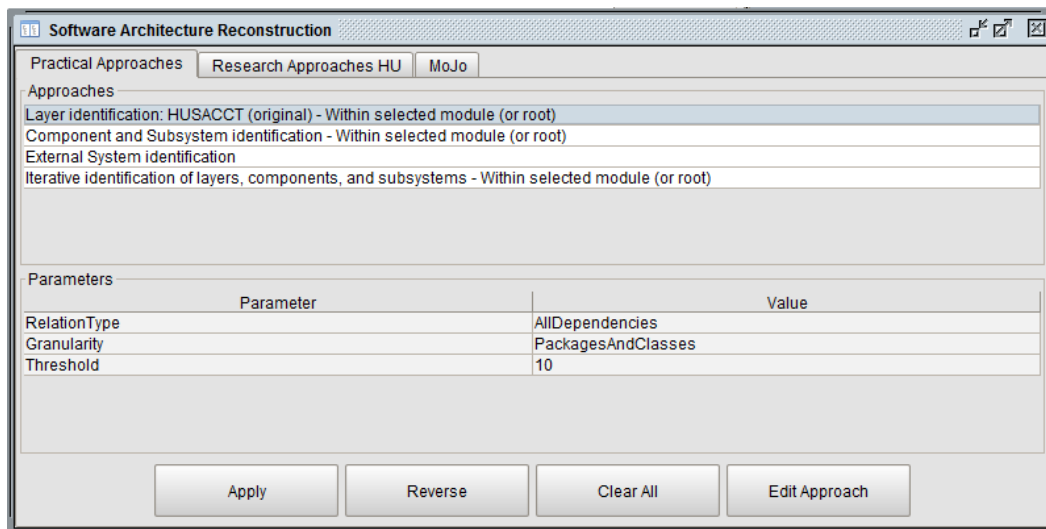 Software Architecture Reconstruction
Practical Approaches Research Approaches HU MoJo
Approaches
Layer identification: HUSACCT (original) - Within selected module (or root)
Component and Subsystem identification - Within selected module (or root)
External System identification
Iterative identification of layers, components, and subsystems - Within selected module (or root)
Parameters
Parameter Value
RelationType AllDependencies
Granularity PackagesAndClasses
Threshold 10
Apply Reverse Clear All Edit Approach